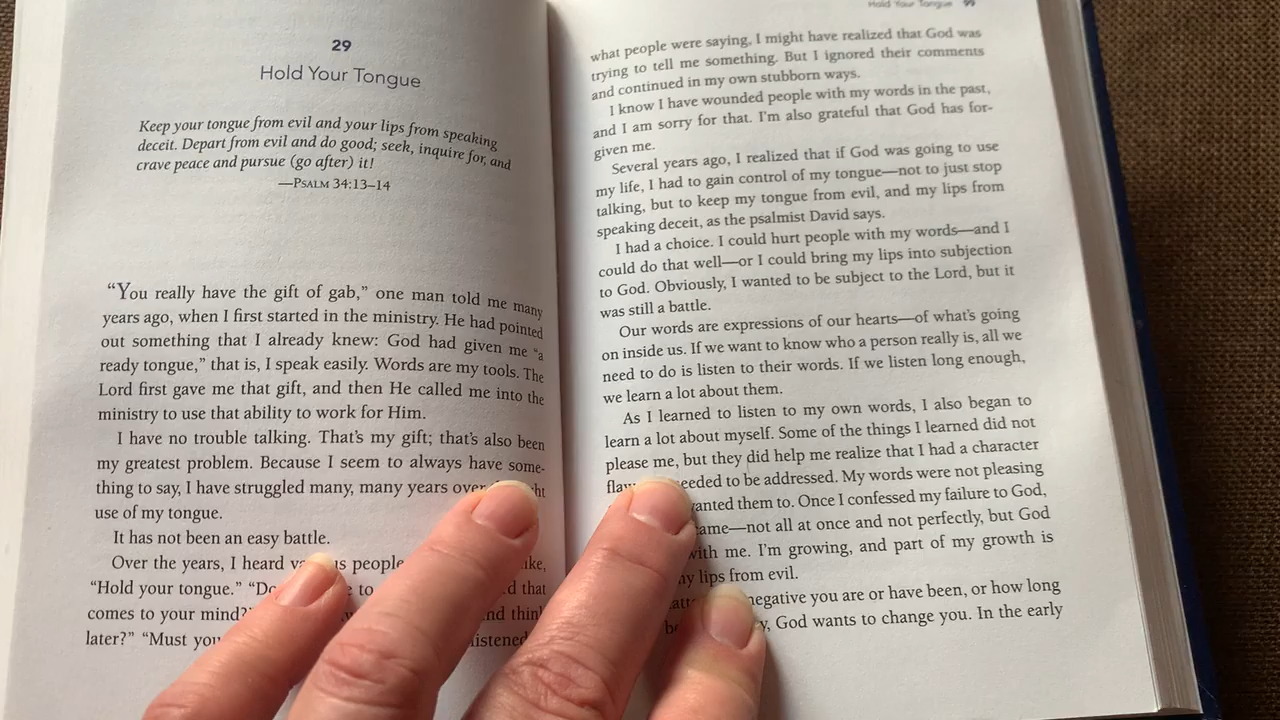 29
Hold Your Tongue
Keep your tongue from evil and your lips from speaking
deceit. Depart from evil and do good; seek, inquire for, and
crave peace and pursue (go after) it!
—Psalm 34:13–14
“You really have the gift of gab,” one man told me many
years ago, when I first started in the ministry. He had pointed
out something that I already knew: God had given me “a
ready tongue,” that is, I speak easily. Words are my tools. The
Lord first gave me that gift, and then He called me into the
ministry to use that ability to work for Him.
I have no trouble talking. That’s my gift; that’s also been
my greatest problem. Because I seem to always have some-
thing to say, I have struggled many, many years over
use of my tongue.
It has not been an easy battle.
Over the years, I heard people
“Hold your tongue.” to that
comes to your mind?
later?” “Must you listened
Hold Your Tongue 99
what people were saying, I might have realized that God was
trying to tell me something. But I ignored their comments
and continued in my own stubborn ways.
I know I have wounded people with my words in the past,
and I am sorry for that. I’m also grateful that God has for-
given me.
Several years ago, I realized that if God was going to use
my life, I had to gain control of my tongue—not to just stop
talking, but to keep my tongue from evil, and my lips from
speaking deceit, as the psalmist David says.
I had a choice. I could hurt people with my words—and I
could do that well—or I could bring my lips into subjection
to God. Obviously, I wanted to be subject to the Lord, but it
was still a battle.
Our words are expressions of our hearts—of what’s going
on inside us. If we want to know who a person really is, all we
need to do is listen to their words. If we listen long enough,
we learn a lot about them.
As I learned to listen to my own words, I also began to
learn a lot about myself. Some of the things I learned did not
please me, but they did help me realize that I had a character
needed to be addressed. My words were not pleasing
wanted them to. Once I confessed my failure to God,
came—not all at once and not perfectly, but God
with me. I’m growing, and part of my growth is
my lips from evil.
negative you are or have been, or how long
God wants to change you. In the early